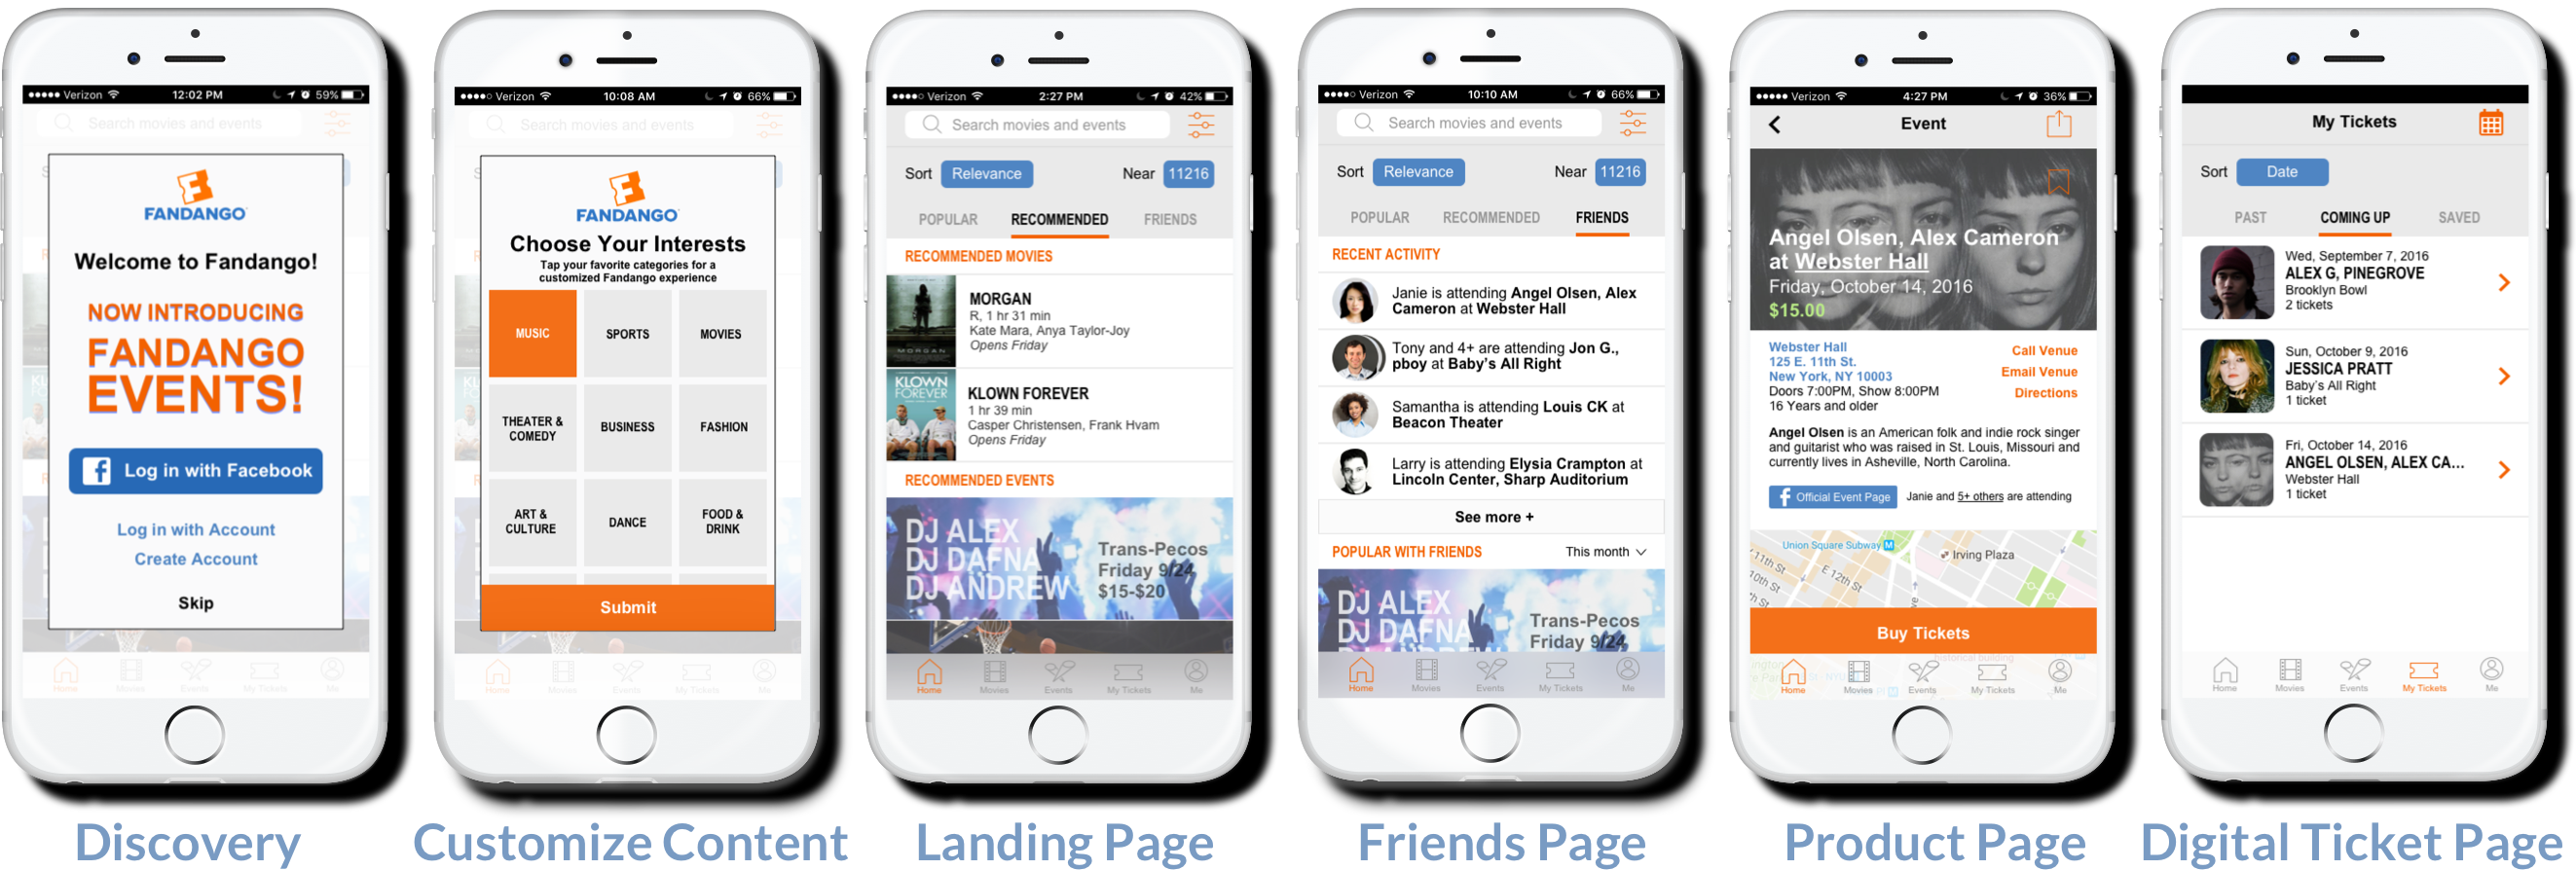 Verizon 12:02 PM 59%
Search movies and events
FANDANGO
Welcome to Fandango!
NOW INTRODUCING
FANDANGO
EVENTS!
Log in with Facebook
Log in with Account
Create Account
Skip
Home Movies Events My Tickets Me
Discovery
Verizon 10:08 AM 66%
Search movies and events
FANDANGO
Choose Your Interests
Tap your favorite categories for a
customized Fandango experience
MUSIC SPORTS MOVIES
THEATER & COMEDY BUSINESS FASHION
ART & CULTURE DANCE FOOD & DRINK
Submit
Home Movies Events My Tickets Me
Customize Content
Verizon 2:27 PM 42%
Search movies and events
Sort Relevance Near 11216
POPULAR RECOMMENDED FRIENDS
RECOMMENDED MOVIES
MORGAN
MORGAN
R, 1 hr 31 min
Kate Mara, Anya Taylor-Joy
Opens Friday
KLOWN
FOREVER
KLOWN FOREVER
1 hr 39 min
Casper Christensen, Frank Hvam
Opens Friday
RECOMMENDED EVENTS
DJ ALEX
DJ DAFNA
DJ ANDREW
Trans-Pecos
Friday 9/24
$15-$20
Home Movies Events My Tickets Me
Landing Page
Verizon 10:10 AM 66%
Search movies and events
Sort Relevance Near 11216
POPULAR RECOMMENDED FRIENDS
RECENT ACTIVITY
Janie is attending Angel Olsen, Alex
Cameron at Webster Hall
Tony and 4+ are attending Jon G.,
pboy at Baby's All Right
Samantha is attending Louis CK at
Beacon Theater
Larry is attending Elysia Crampton at
Lincoln Center, Sharp Auditorium
See more +
POPULAR WITH FRIENDS This month
DJ ALEX
DJ DAFNA
DJ ANDREW
Trans-Pecos
Friday 9/24
Home Movies Events My Tickets Me
Friends Page
Verizon 4:27 PM 36%
Event
Angel Olsen, Alex Cameron
at Webster Hall
Friday, October 14, 2016
$15.00
Webster Hall
125 E. 11th St.
New York, NY 10003
Doors 7:00PM, Show 8:00PM
16 Years and older
Call Venue
Email Venue
Directions
Angel Olsen is an American folk and indie rock singer
and guitarist who was raised in St. Louis, Missouri and
currently lives in Asheville, North Carolina.
Official Event Page Janie and 5+ others are attending
Union Square Subway M
Irving Plaza
11th St
10th St
E 12th St
Buy Tickets
historical building
Home Movies Events My Tickets Me
Product Page
My Tickets
Sort Date
PAST COMING UP SAVED
Wed, September 7, 2016
ALEX G, PINEGROVE
Brooklyn Bowl
2 tickets
Sun, October 9, 2016
JESSICA PRATT
Baby's All Right
1 ticket
Fri, October 14, 2016
ANGEL OLSEN, ALEX CA...
Webster Hall
1 ticket
Home Movies Events My Tickets Me
Digital Ticket Page